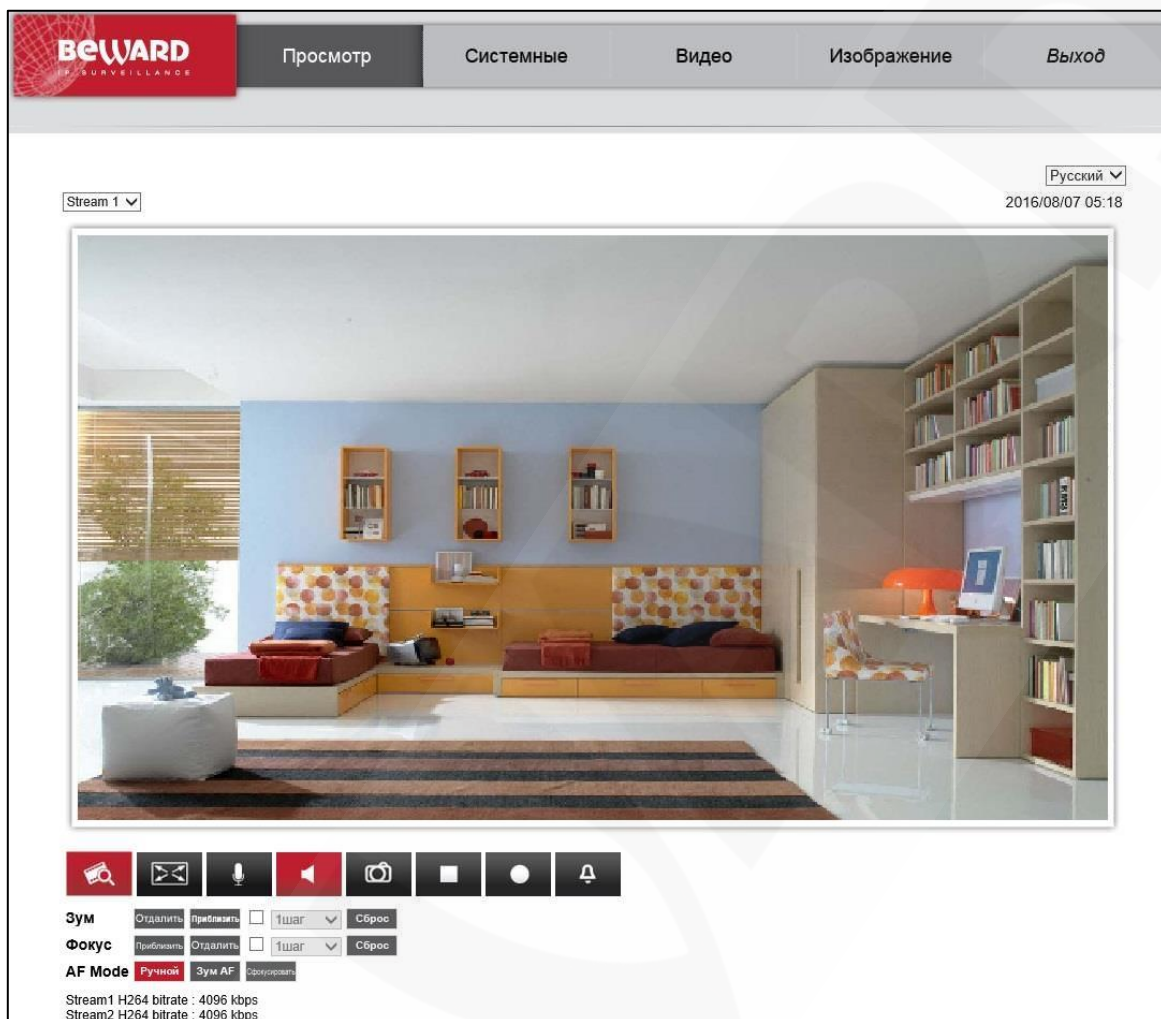 BEWARD
IP SURVEILLANCE
Просмотр
Системные
Видео
Изображение
Выход
Русский
Stream 1
2016/08/07 05:18
Зум Отдалить Приблизить 1шаг Сброс
Фокус Приблизить Отдалить 1шаг Сброс
AF Mode Ручной Зум AF Сфокусировать
Stream1 H264 bitrate : 4096 kbps
Stream2 H264 bitrate : 4096 kbps